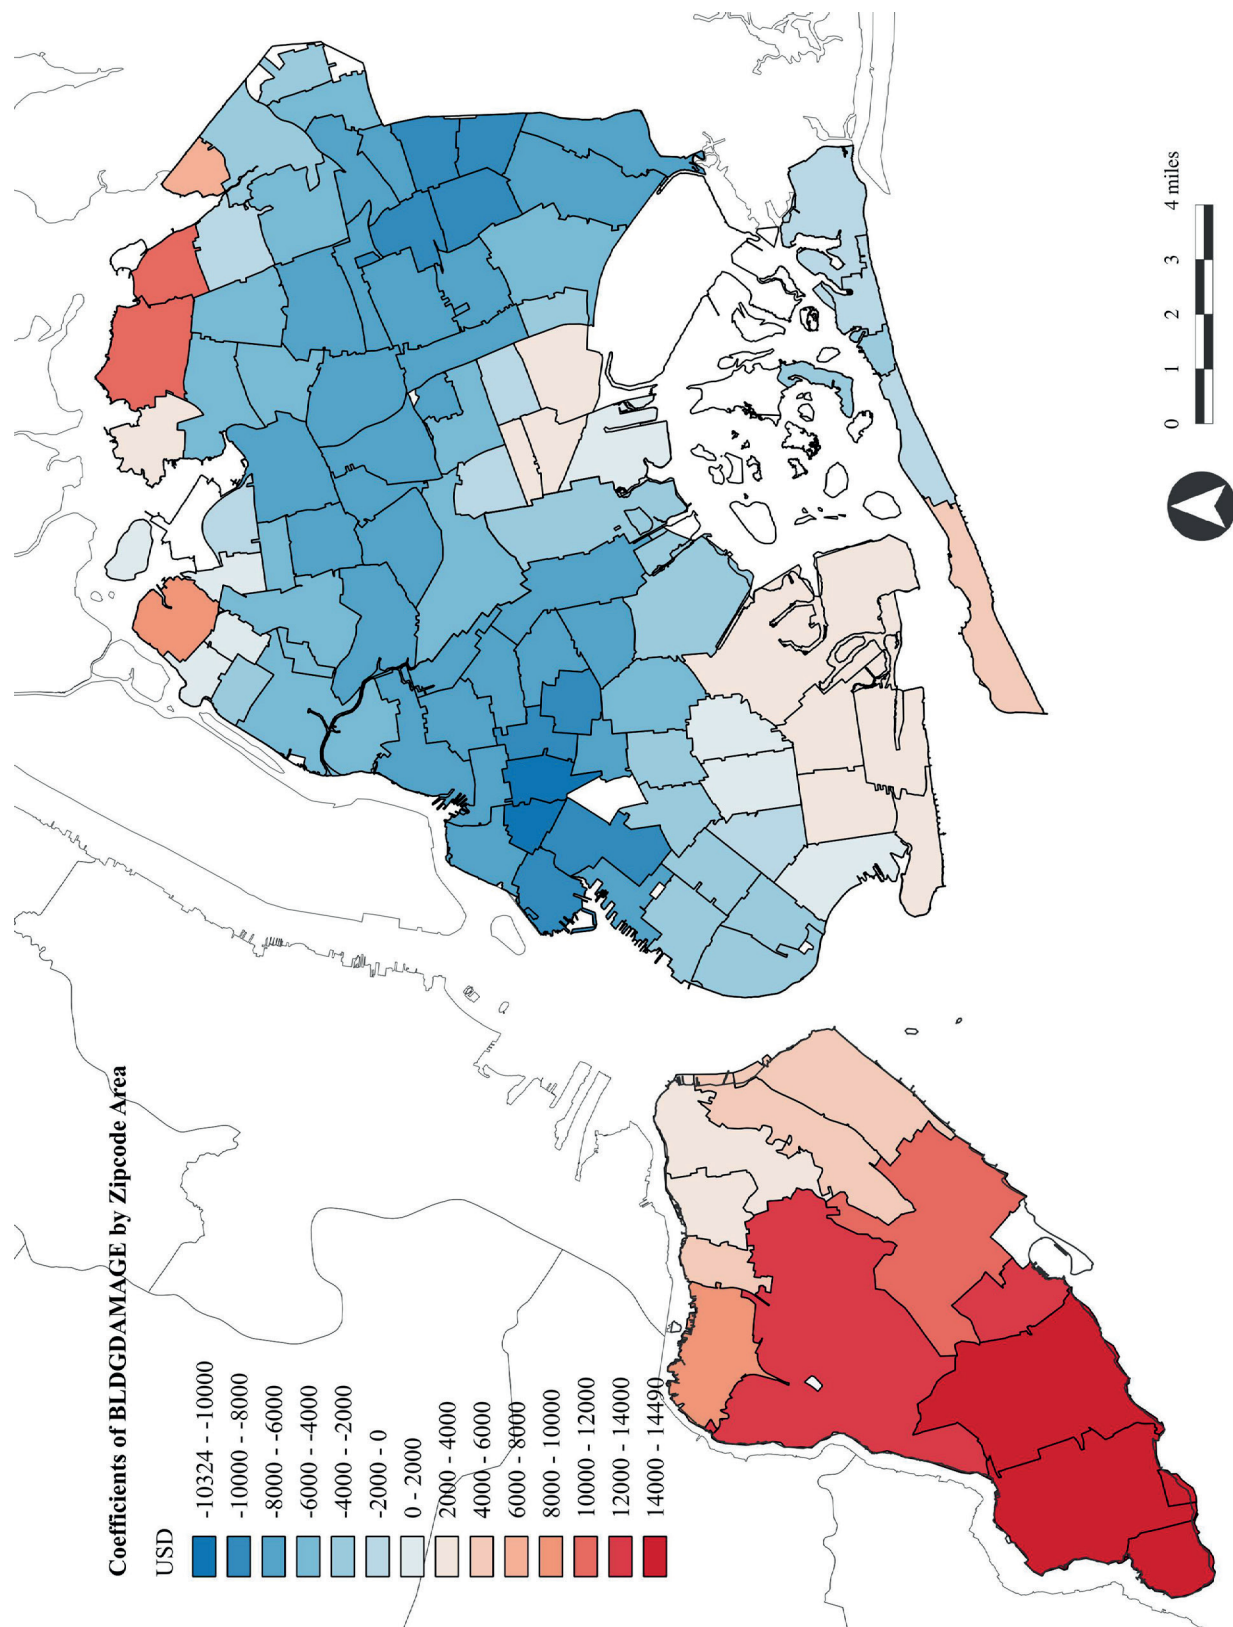 Coefficients of BLDGDAMAGE by Zipcode Area
USD
-10324 - -10000
-10000 - -8000
-8000 - -6000
-6000 - -4000
-4000 - -2000
-2000 - 0
0 - 2000
2000 - 4000
4000 - 6000
6000 - 8000
8000 - 10000
10000 - 12000
12000 - 14000
14000 - 14490
0 1 2 3 4 miles